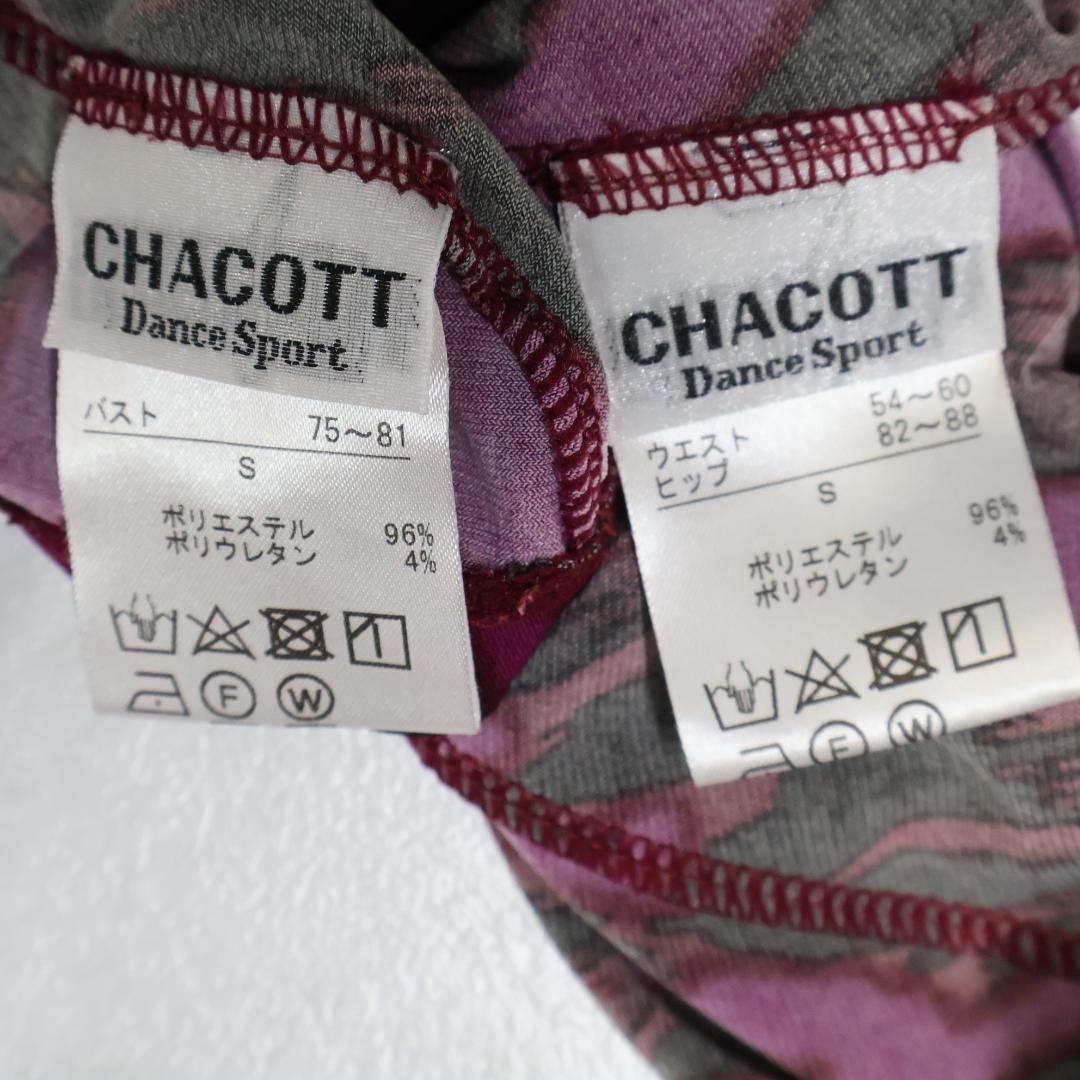 CHACOTT
Dance Sport
バスト 75～81
S
ポリエステル 96%
ポリウレタン 4%
F W
CHACOTT
Dance Sport
ウエスト 54～60
ヒップ 82～88
S
ポリエステル 96%
ポリウレタン 4%
F W